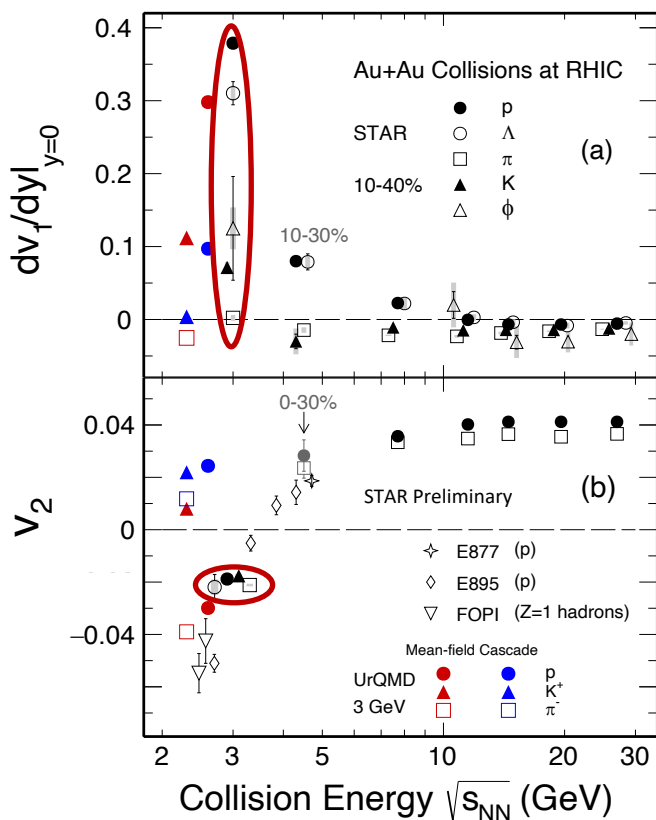 0.4
0.3
0.2
0.1
0
dv₁/dy|y=0
Au+Au Collisions at RHIC
STAR
10-40%
p
Λ
π
K
ϕ
(a)
10-30%
0-30%
0.04
0
−0.04
v₂
STAR Preliminary
(b)
E877 (p)
E895 (p)
FOPI (Z=1 hadrons)
Mean-field Cascade
UrQMD
3 GeV
p
K⁺
π⁻
2 3 4 5 10 20 30
Collision Energy √sNN (GeV)